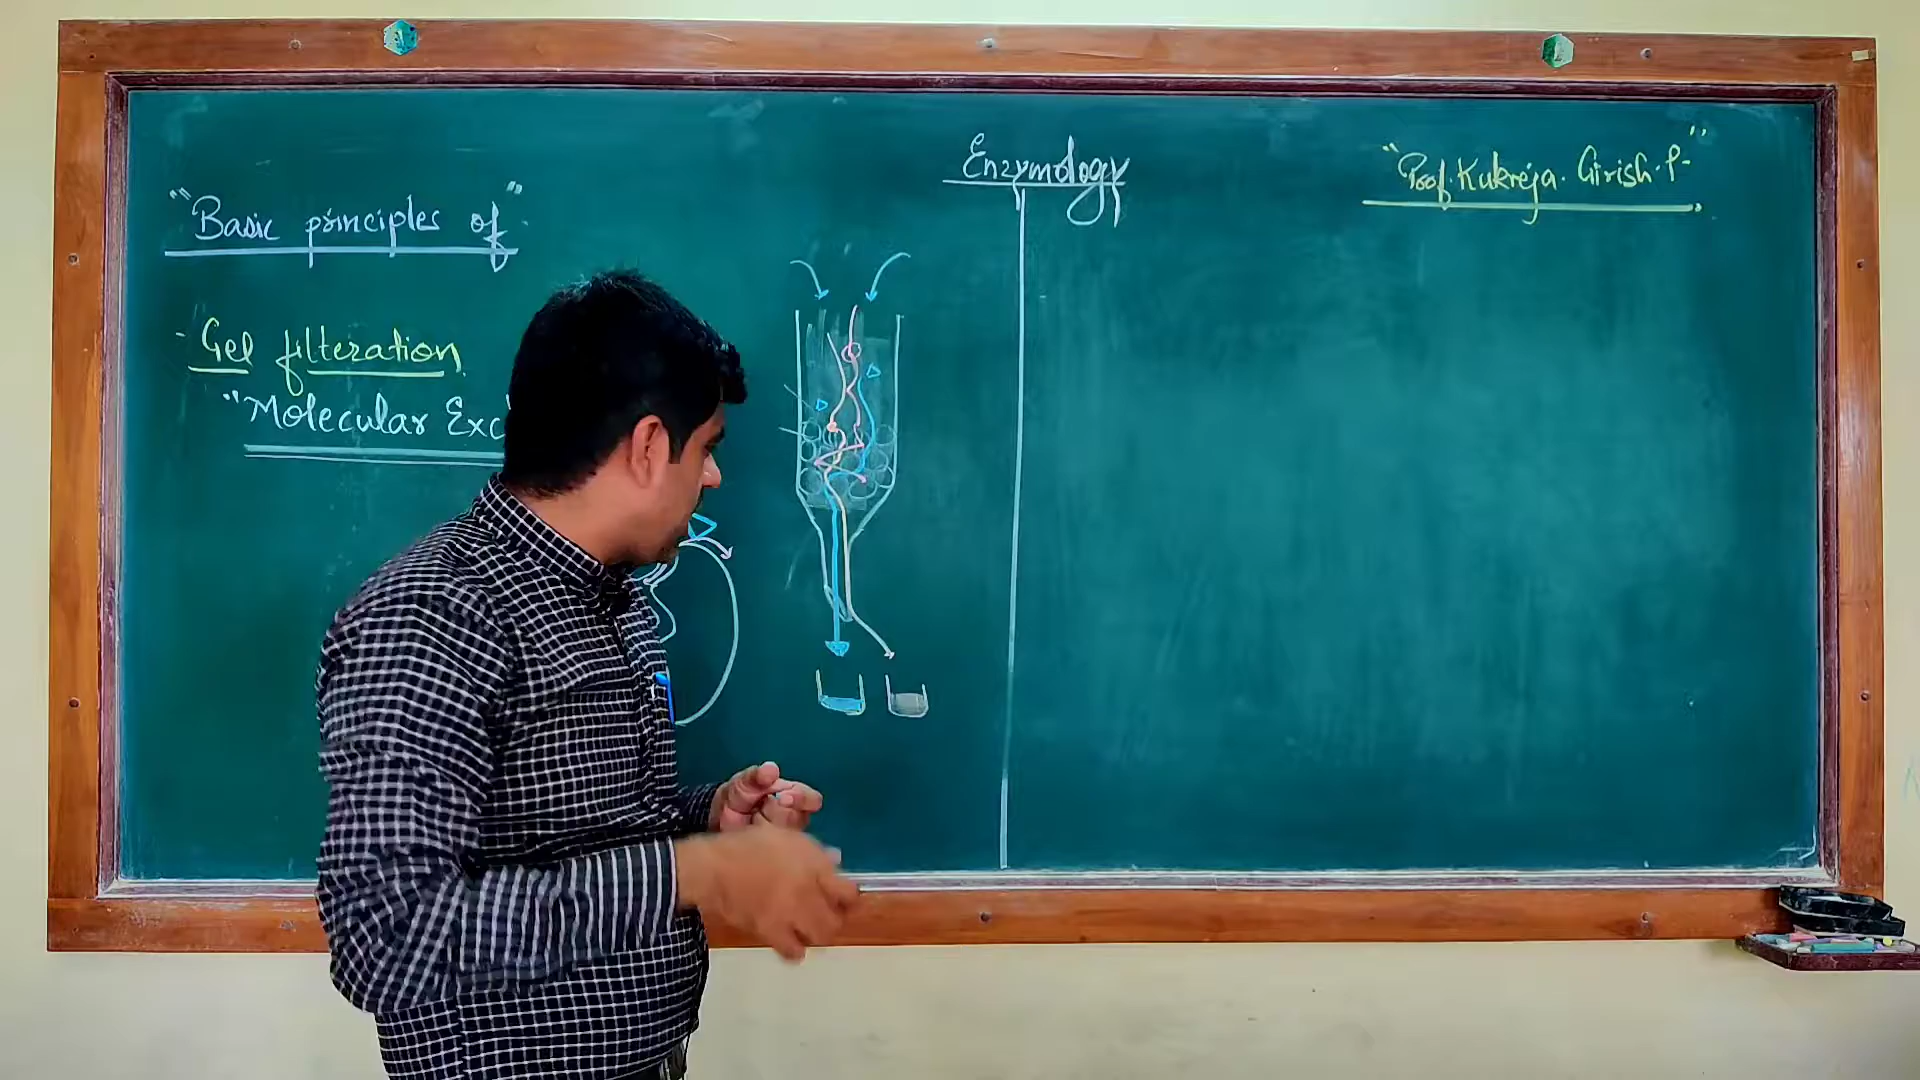 Enzymology
"Prof. Kukreja. Girish. P."
"Basic principles of"
- Gel filteration.
"Molecular Exc